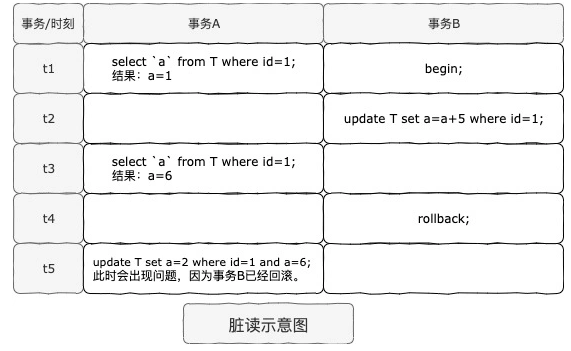 事务/时刻
事务A
事务B
t1
select `a` from T where id=1;
结果：a=1
begin;
t2
update T set a=a+5 where id=1;
t3
select `a` from T where id=1;
结果：a=6
t4
rollback;
t5
update T set a=2 where id=1 and a=6;
此时会出现问题，因为事务B已经回滚。
脏读示意图